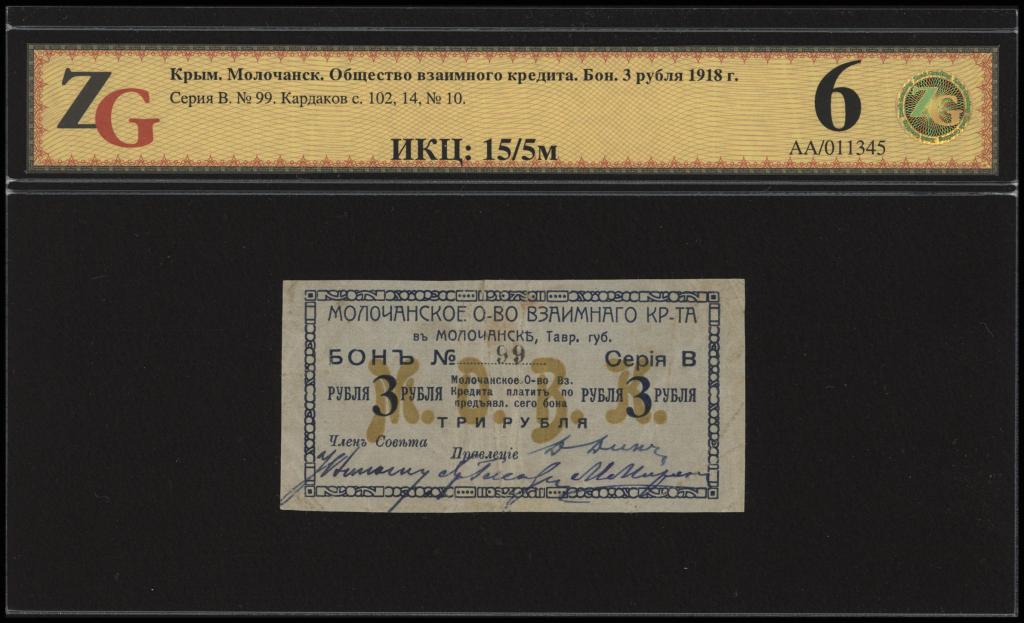 ZG
Крым. Молочанск. Общество взаимного кредита. Бон. 3 рубля 1918 г.
Серия В. № 99. Кардаков с. 102, 14, № 10.
ИКЦ: 15/5м
6
АА/011345
ZG
МОЛОЧАНСКОЕ О-ВО ВЗАИМНАГО КР-ТА
въ МОЛОЧАНСКѢ, Тавр. губ.
БОНЪ № 99 Серія В
РУБЛЯ 3 РУБЛЯ
Молочанское О-во Вз.
Кредита платитъ по
предъявл. сего бона
РУБЛЯ 3 РУБЛЯ
ТРИ РУБЛЯ
Членъ Совѣта
Правленіе